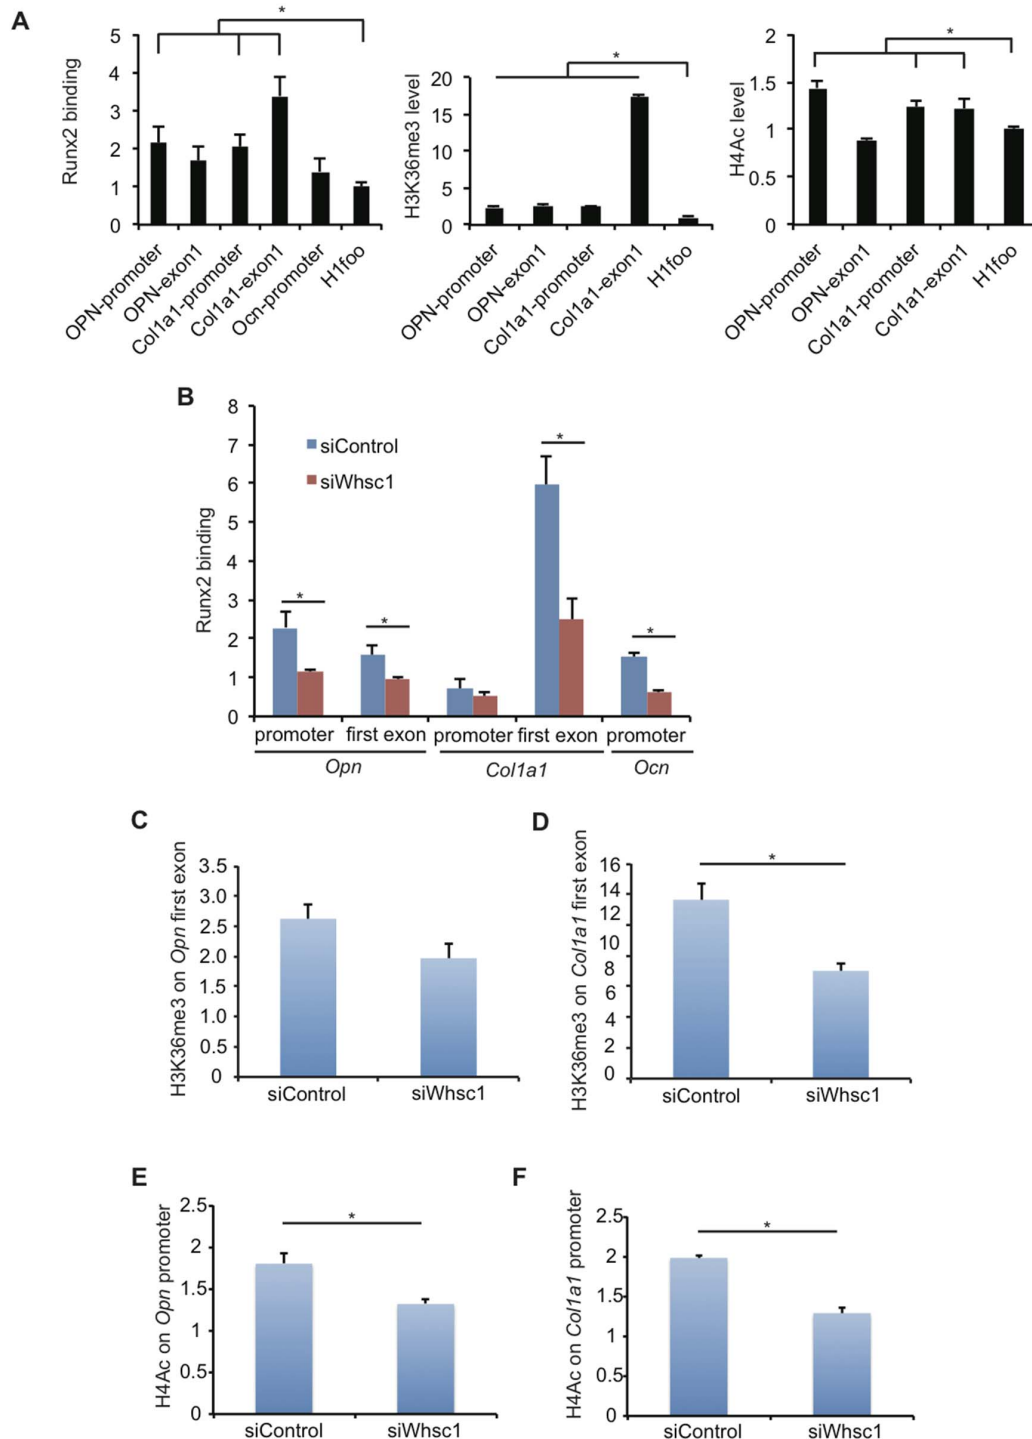 A
*
5
4
3
2
1
0
Runx2 binding
OPN-promoter
OPN-exon1
Col1a1-promoter
Col1a1-exon1
Ocn-promoter
H1foo
*
20
15
10
5
0
H3K36me3 level
OPN-promoter
OPN-exon1
Col1a1-promoter
Col1a1-exon1
H1foo
*
2
1.5
1
0.5
0
H4Ac level
OPN-promoter
OPN-exon1
Col1a1-promoter
Col1a1-exon1
H1foo
B
8
7
6
5
4
3
2
1
0
Runx2 binding
siControl
siWhsc1
*
*
*
*
promoter first exon promoter first exon promoter
Opn Col1a1 Ocn
C
3.5
3.0
2.5
2.0
1.5
1.0
0.5
0
H3K36me3 on Opn first exon
siControl siWhsc1
D
16
14
12
10
8
6
4
2
0
H3K36me3 on Col1a1 first exon
*
siControl siWhsc1
E
2.5
2
1.5
1
0.5
0
H4Ac on Opn promoter
*
siControl siWhsc1
F
2.5
2
1.5
1
0.5
0
H4Ac on Col1a1 promoter
*
siControl siWhsc1